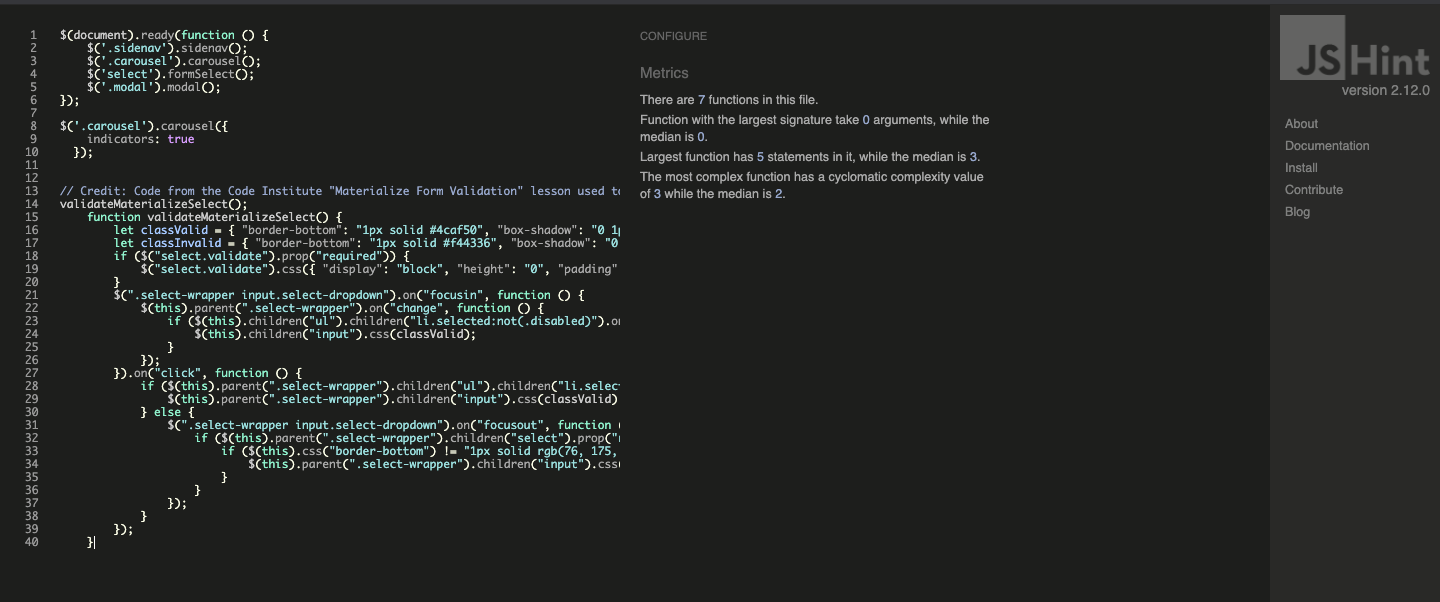 1 $(document).ready(function () {
2 $('.sidenav').sidenav();
3 $('.carousel').carousel();
4 $('select').formSelect();
5 $('.modal').modal();
6 });
7
8 $('.carousel').carousel({
9 indicators: true
10 });
11
12
13 // Credit: Code from the Code Institute "Materialize Form Validation" lesson used to
14 validateMaterializeSelect();
15 function validateMaterializeSelect() {
16 let classValid = { "border-bottom": "1px solid #4caf50", "box-shadow": "0 1p
17 let classInvalid = { "border-bottom": "1px solid #f44336", "box-shadow": "0
18 if ($("select.validate").prop("required")) {
19 $("select.validate").css({ "display": "block", "height": "0", "padding"
20 }
21 $(".select-wrapper input.select-dropdown").on("focusin", function () {
22 $(this).parent(".select-wrapper").on("change", function () {
23 if ($(this).children("ul").children("li.selected:not(.disabled)").on
24 $(this).children("input").css(classValid);
25 }
26 });
27 }).on("click", function () {
28 if ($(this).parent(".select-wrapper").children("ul").children("li.selec
29 $(this).parent(".select-wrapper").children("input").css(classValid)
30 } else {
31 $(".select-wrapper input.select-dropdown").on("focusout", function (
32 if ($(this).parent(".select-wrapper").children("select").prop("
33 if ($(this).css("border-bottom") != "1px solid rgb(76, 175,
34 $(this).parent(".select-wrapper").children("input").css(
35 }
36 }
37 });
38 }
39 });
40 }
CONFIGURE
Metrics
There are 7 functions in this file.
Function with the largest signature take 0 arguments, while the
median is 0.
Largest function has 5 statements in it, while the median is 3.
The most complex function has a cyclomatic complexity value
of 3 while the median is 2.
JSHint
version 2.12.0
About
Documentation
Install
Contribute
Blog